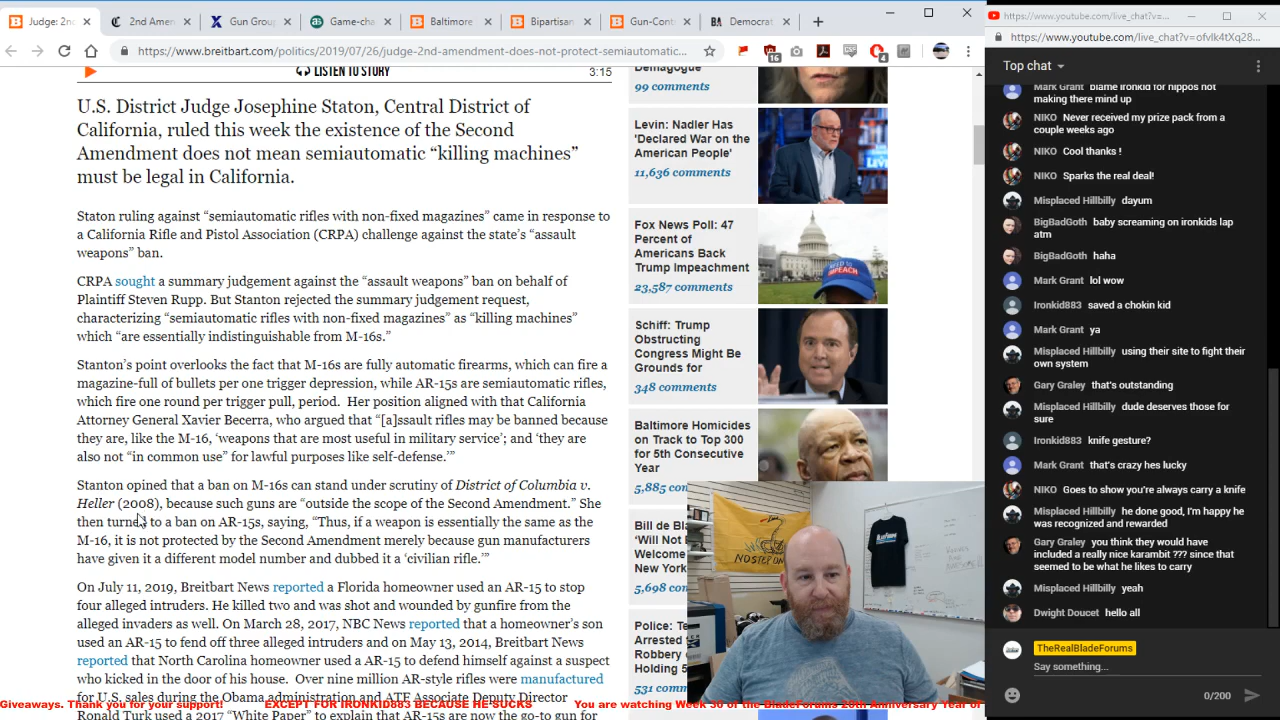 Judge: 2nd
2nd Amer
Gun Group
Game-cha
Baltimore
Bipartisan
Gun-Contr
Democrat
https://www.breitbart.com/politics/2019/07/26/judge-2nd-amendment-does-not-protect-semiautomatic...
16
4
LISTEN TO STORY
3:15
U.S. District Judge Josephine Staton, Central District of
California, ruled this week the existence of the Second
Amendment does not mean semiautomatic “killing machines”
must be legal in California.
Staton ruling against “semiautomatic rifles with non-fixed magazines” came in response to
a California Rifle and Pistol Association (CRPA) challenge against the state’s “assault
weapons” ban.
CRPA sought a summary judgement against the “assault weapons” ban on behalf of
Plaintiff Steven Rupp. But Stanton rejected the summary judgement request,
characterizing “semiautomatic rifles with non-fixed magazines” as “killing machines”
which “are essentially indistinguishable from M-16s.”
Stanton’s point overlooks the fact that M-16s are fully automatic firearms, which can fire a
magazine-full of bullets per one trigger depression, while AR-15s are semiautomatic rifles,
which fire one round per trigger pull, period. Her position aligned with that California
Attorney General Xavier Becerra, who argued that “[a]ssault rifles may be banned because
they are, like the M-16, ‘weapons that are most useful in military service’; and ‘they are
also not “in common use” for lawful purposes like self-defense.’”
Stanton opined that a ban on M-16s can stand under scrutiny of District of Columbia v.
Heller (2008), because such guns are “outside the scope of the Second Amendment.” She
then turned to a ban on AR-15s, saying, “Thus, if a weapon is essentially the same as the
M-16, it is not protected by the Second Amendment merely because gun manufacturers
have given it a different model number and dubbed it a ‘civilian rifle.’”
On July 11, 2019, Breitbart News reported a Florida homeowner used an AR-15 to stop
four alleged intruders. He killed two and was shot and wounded by gunfire from the
alleged invaders as well. On March 28, 2017, NBC News reported that a homeowner's son
used an AR-15 to fend off three alleged intruders and on May 13, 2014, Breitbart News
reported that North Carolina homeowner used a AR-15 to defend himself against a suspect
who kicked in the door of his house. Over nine million AR-style rifles were manufactured
for U.S. sales during the Obama administration and ATF Associate Deputy Director
Ronald Turk used a 2017 “White Paper” to explain that AR-15s are now the go-to gun for
Demagogue
99 comments
Levin: Nadler Has
'Declared War on the
American People'
11,636 comments
Fox News Poll: 47
Percent of
Americans Back
Trump Impeachment
23,587 comments
NEED TO
IMPEACH
Schiff: Trump
Obstructing
Congress Might Be
Grounds for
348 comments
Baltimore Homicides
on Track to Top 300
for 5th Consecutive
Year
5,885 com
Bill de Bla
‘Will Not
Welcome
New York
5,698 com
Police: Te
Arrested
Robbery
Holding 5
531 comm
NO STEP ON
Giveaways. Thank you for your support! EXCEPT FOR IRONKID883 BECAUSE HE SUCKS You are watching Week 30 of the BladeForums 20th Anniversary Year of
https://www.youtube.com/live_chat?v=...
https://www.youtube.com/live_chat?v=ofvlk4tXq28...
Top chat
Mark Grant blame ironkid for hippos not
making there mind up
NIKO Never received my prize pack from a
couple weeks ago
NIKO Cool thanks !
NIKO Sparks the real deal!
Misplaced Hillbilly dayum
BigBadGoth baby screaming on ironkids lap
atm
BigBadGoth haha
Mark Grant lol wow
Ironkid883 saved a chokin kid
Mark Grant ya
Misplaced Hillbilly using their site to fight their
own system
Gary Graley that's outstanding
Misplaced Hillbilly dude deserves those for
sure
Ironkid883 knife gesture?
Mark Grant that's crazy hes lucky
NIKO Goes to show you're always carry a knife
Misplaced Hillbilly he done good, I'm happy he
was recognized and rewarded
Gary Graley you think they would have
included a really nice karambit ??? since that
seemed to be what he likes to carry
Misplaced Hillbilly yeah
Dwight Doucet hello all
TheRealBladeForums
Say something...
0/200